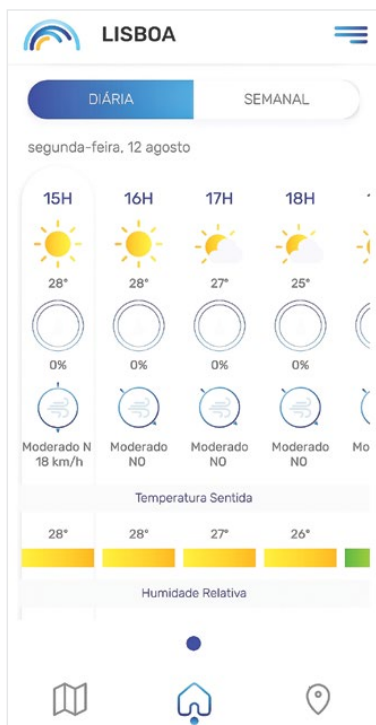 LISBOA
DIÁRIA SEMANAL
segunda-feira, 12 agosto
15H 16H 17H 18H
28° 28° 27° 25°
0% 0% 0% 0%
Moderado N Moderado Moderado Moderado Mo
18 km/h NO NO NO
Temperatura Sentida
28° 28° 27° 26°
Humidade Relativa